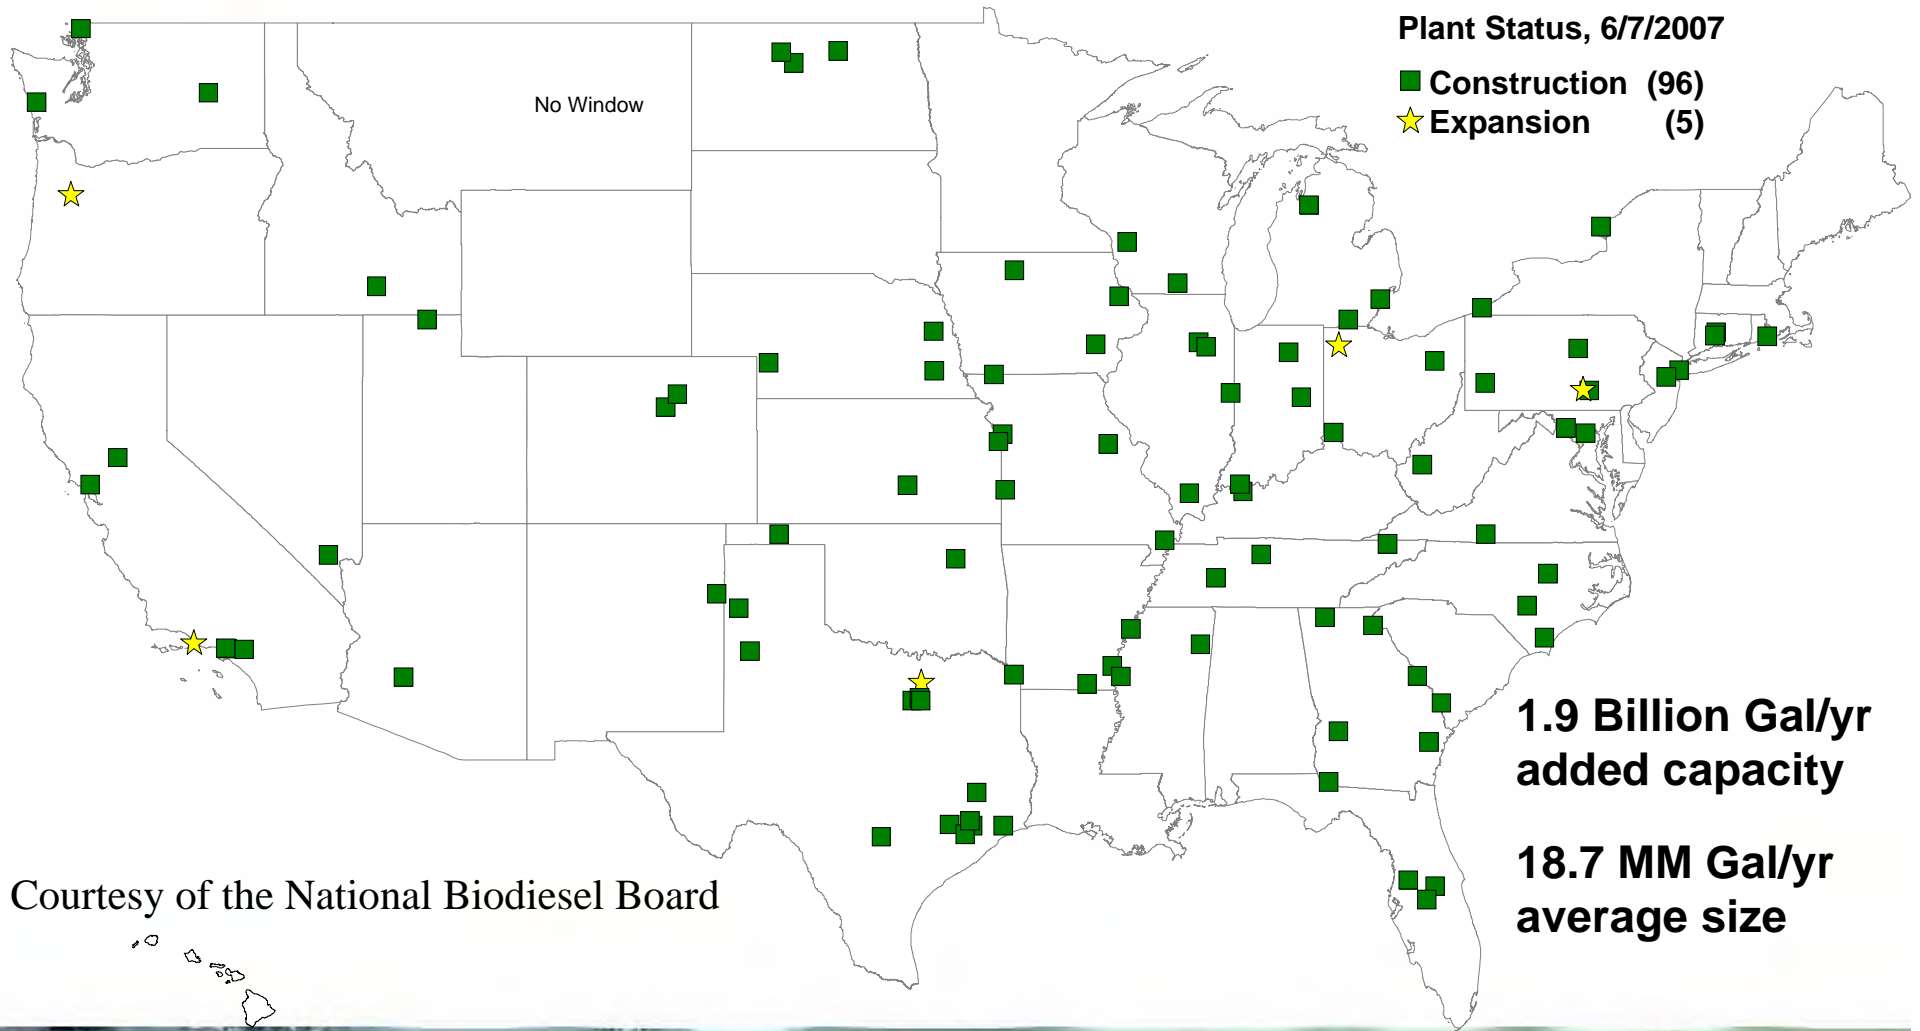 Plant Status, 6/7/2007
Construction (96)
Expansion (5)
No Window
1.9 Billion Gal/yr
added capacity
18.7 MM Gal/yr
average size
Courtesy of the National Biodiesel Board